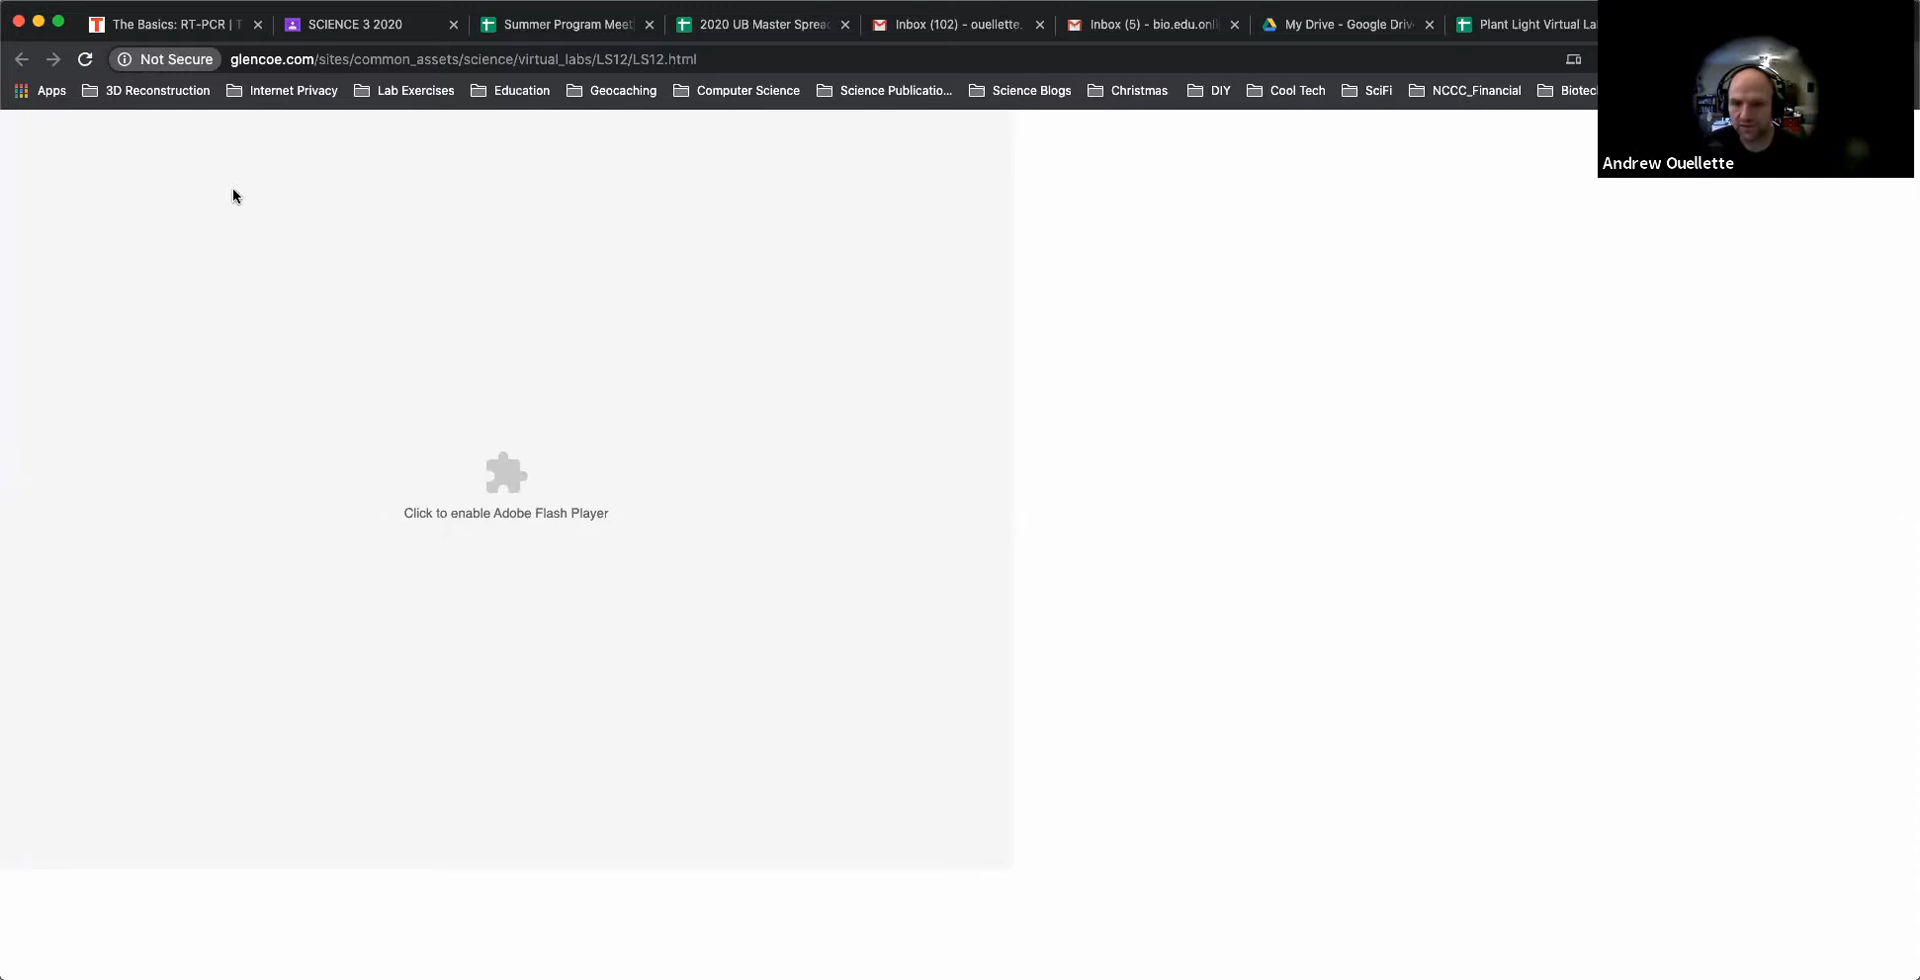 The Basics: RT-PCR | T
SCIENCE 3 2020
Summer Program Meet
2020 UB Master Sprea
Inbox (102) - ouellette.
Inbox (5) - bio.edu.onli
My Drive - Google Driv
Plant Light Virtual La
Not Secure
glencoe.com/sites/common_assets/science/virtual_labs/LS12/LS12.html
Apps
3D Reconstruction
Internet Privacy
Lab Exercises
Education
Geocaching
Computer Science
Science Publicatio...
Science Blogs
Christmas
DIY
Cool Tech
SciFi
NCCC_Financial
Biotec
Andrew Ouellette
Click to enable Adobe Flash Player